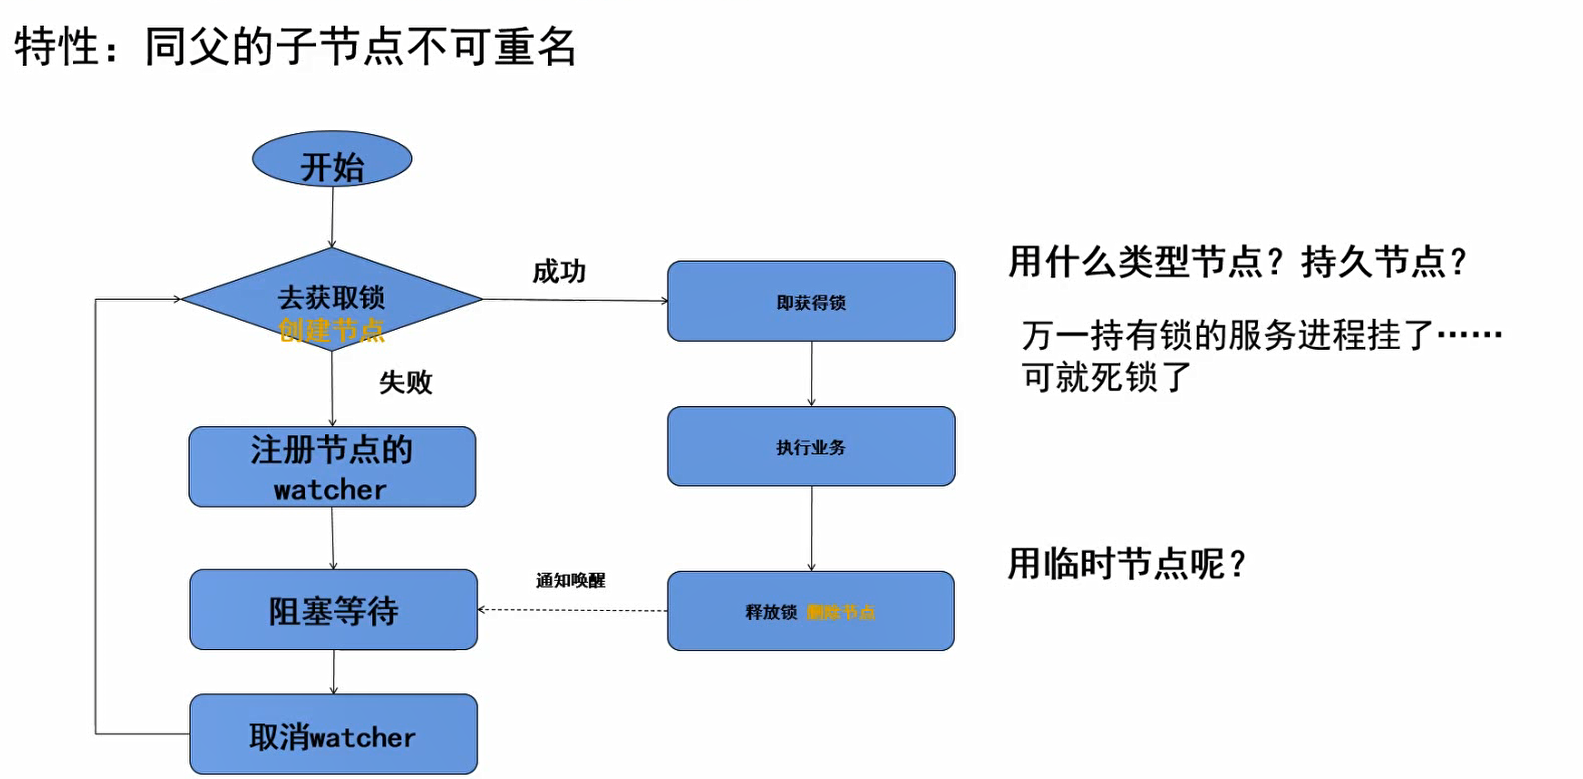 特性：同父的子节点不可重名
开始
去获取锁
创建节点
成功
即获得锁
失败
注册节点的
watcher
执行业务
阻塞等待
通知唤醒
释放锁 删除节点
取消watcher
用什么类型节点？持久节点？
万一持有锁的服务进程挂了……
可就死锁了
用临时节点呢？